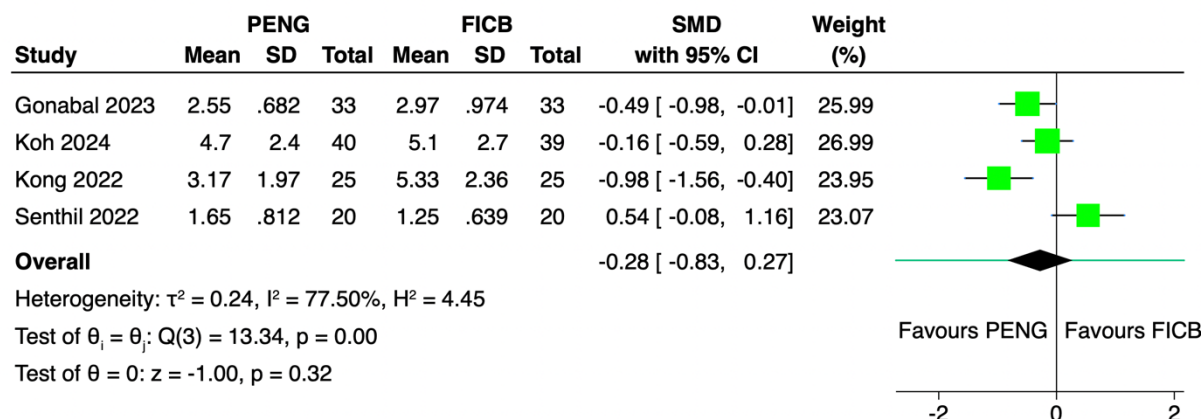 PENG FICB SMD Weight
Study Mean SD Total Mean SD Total with 95% CI (%)
Gonabal 2023 2.55 .682 33 2.97 .974 33 -0.49 [ -0.98, -0.01] 25.99
Koh 2024 4.7 2.4 40 5.1 2.7 39 -0.16 [ -0.59, 0.28] 26.99
Kong 2022 3.17 1.97 25 5.33 2.36 25 -0.98 [ -1.56, -0.40] 23.95
Senthil 2022 1.65 .812 20 1.25 .639 20 0.54 [ -0.08, 1.16] 23.07
Overall -0.28 [ -0.83, 0.27]
Heterogeneity: τ² = 0.24, I² = 77.50%, H² = 4.45
Test of θᵢ = θⱼ: Q(3) = 13.34, p = 0.00
Favours PENG Favours FICB
Test of θ = 0: z = -1.00, p = 0.32
-2 0 2